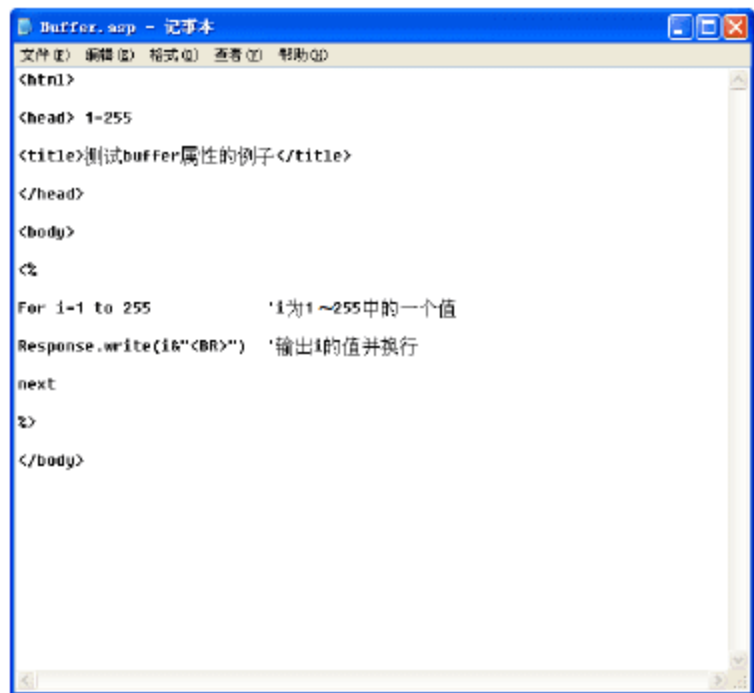 Buffer.asp - 记事本
文件(F) 编辑(E) 格式(O) 查看(V) 帮助(H)
<html>
<head> 1-255
<title>测试buffer属性的例子</title>
</head>
<body>
<%
For i=1 to 255 'i为1～255中的一个值
Response.write(i&"<BR>") '输出i的值并换行
next
%>
</body>